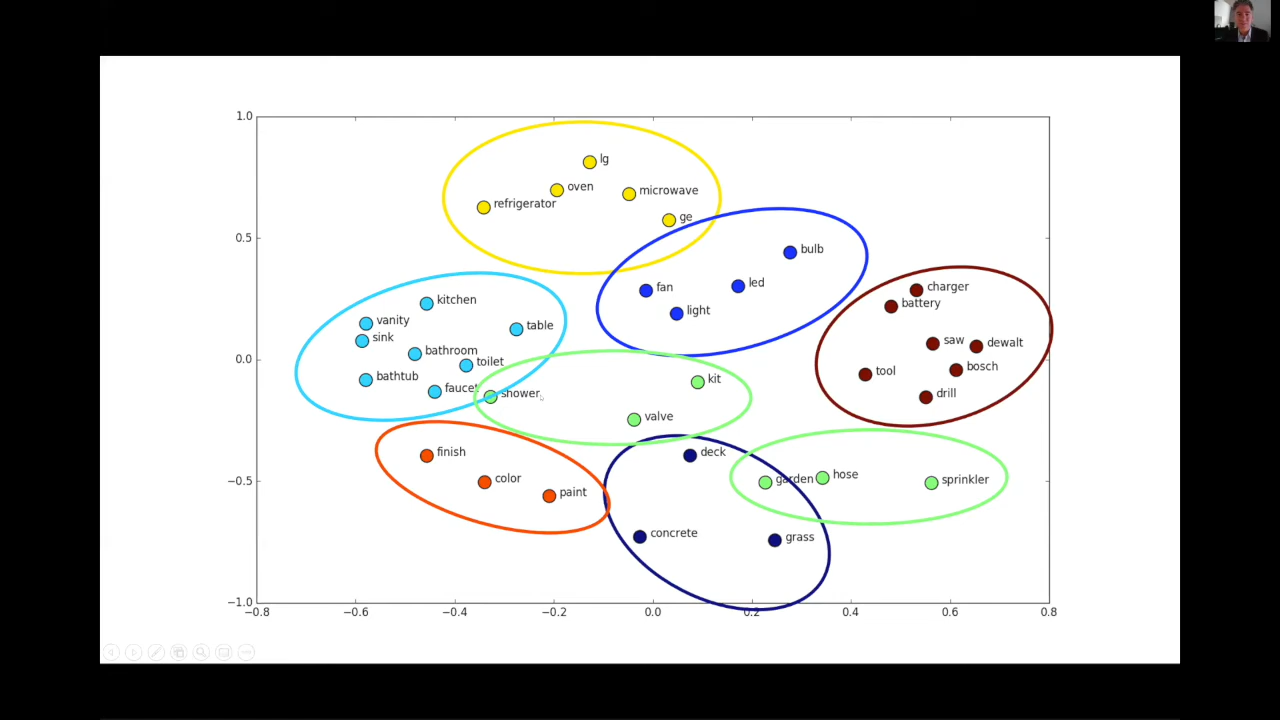 1.0
lg
oven
microwave
refrigerator
ge
0.5
bulb
fan
led
light
charger
battery
kitchen
vanity
table
sink
saw
dewalt
0.0
bathroom
toilet
bosch
tool
kit
bathtub
faucet
shower
drill
valve
finish
deck
color
garden
hose
sprinkler
−0.5
paint
concrete
grass
−1.0
−0.8
−0.6
−0.4
−0.2
0.0
0.2
0.4
0.6
0.8